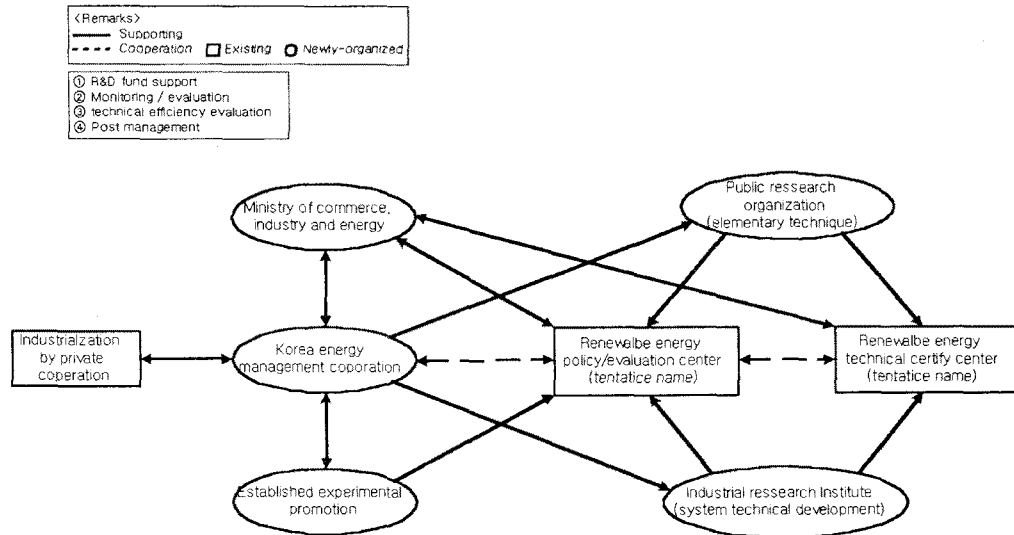 <Remarks>
Supporting
Cooperation Existing Newly-organized
① R&D fund support
② Monitoring / evaluation
③ technical efficiency evaluation
④ Post management
Public ressearch
organization
(elementary technique)
Ministry of commerce,
industry and energy
Industrialzation
by private
coperation
Korea energy
management coporation
Renewalbe energy
policy/evaluation center
(tentatice name)
Renewalbe energy
technical certify center
(tentatice name)
Established experimental
promotion
Industrial ressearch Institute
(system technical development)